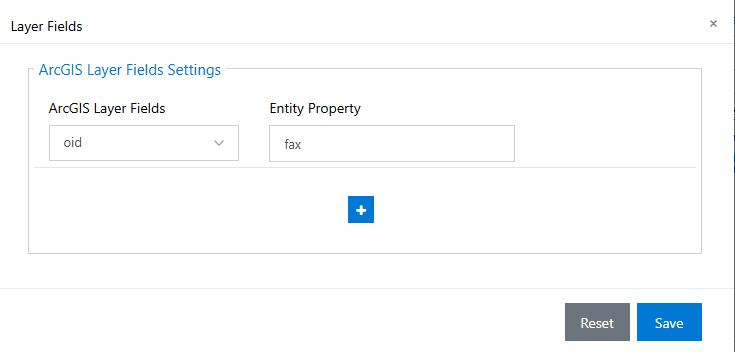 Layer Fields
ArcGIS Layer Fields Settings
ArcGIS Layer Fields
Entity Property
oid
fax
Reset
Save